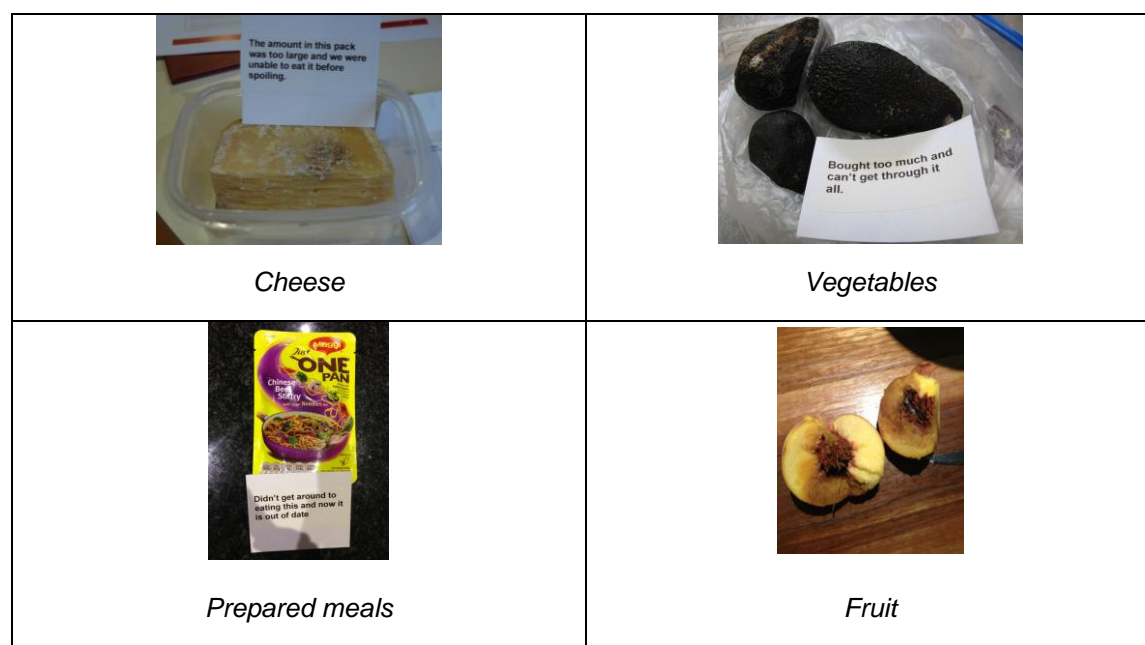 The amount in this pack
was too large and we were
unable to eat it before
spoiling.
Cheese
Bought too much and
can't get through it
all.
Vegetables
Maggi
Just
ONE
PAN
Chinese
Beef
Stirfry
Didn't get around to
eating this and now it
is out of date
Prepared meals
Fruit